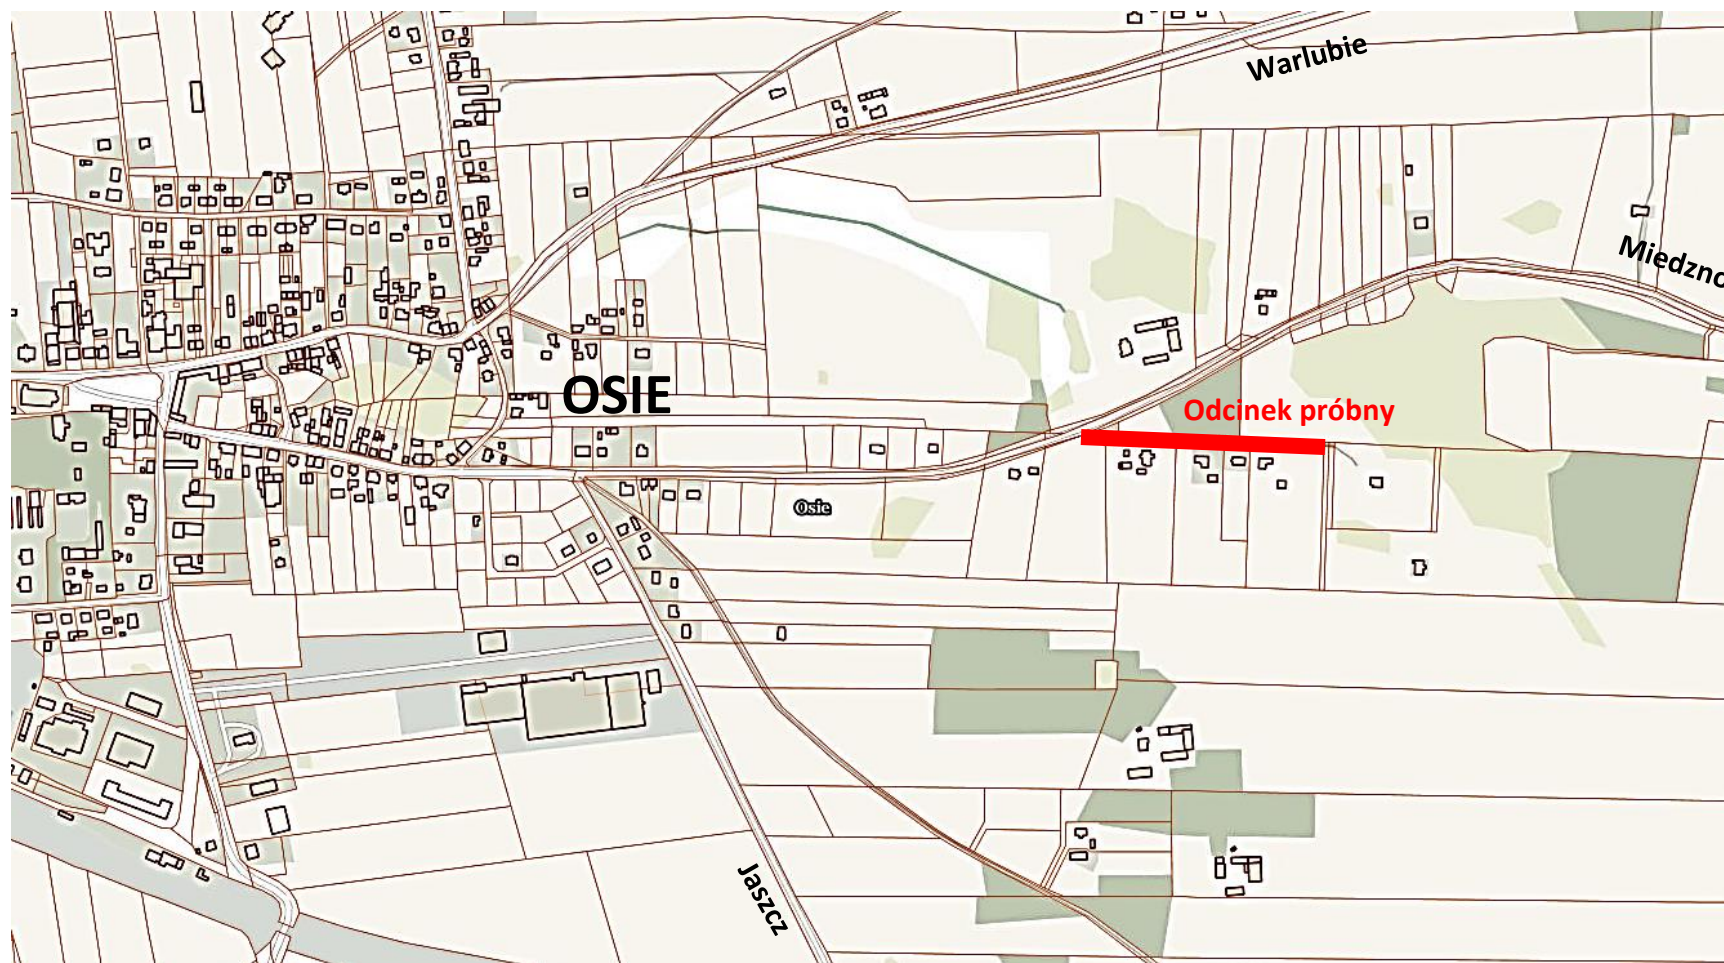 Warlubie
Miedzno
OSIE
Odcinek próbny
Osie
Jaszcz